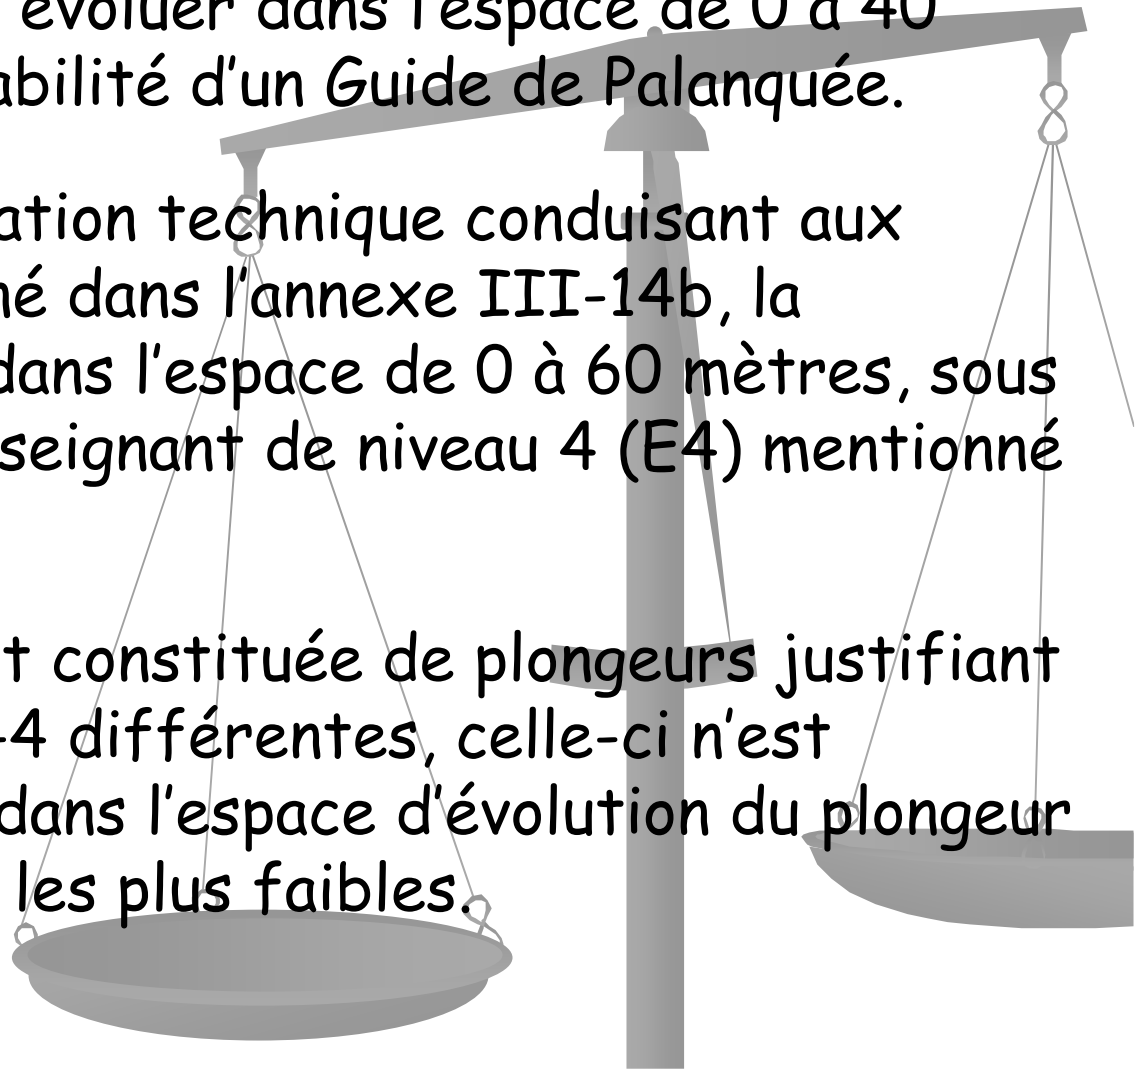 évoluer dans l'espace de 0 à 40
abilité d'un Guide de Palanquée.
ation technique conduisant aux
né dans l'annexe III-14b, la
dans l'espace de 0 à 60 mètres, sous
seignant de niveau 4 (E4) mentionné
t constituée de plongeurs justifiant
-4 différentes, celle-ci n'est
dans l'espace d'évolution du plongeur
les plus faibles.